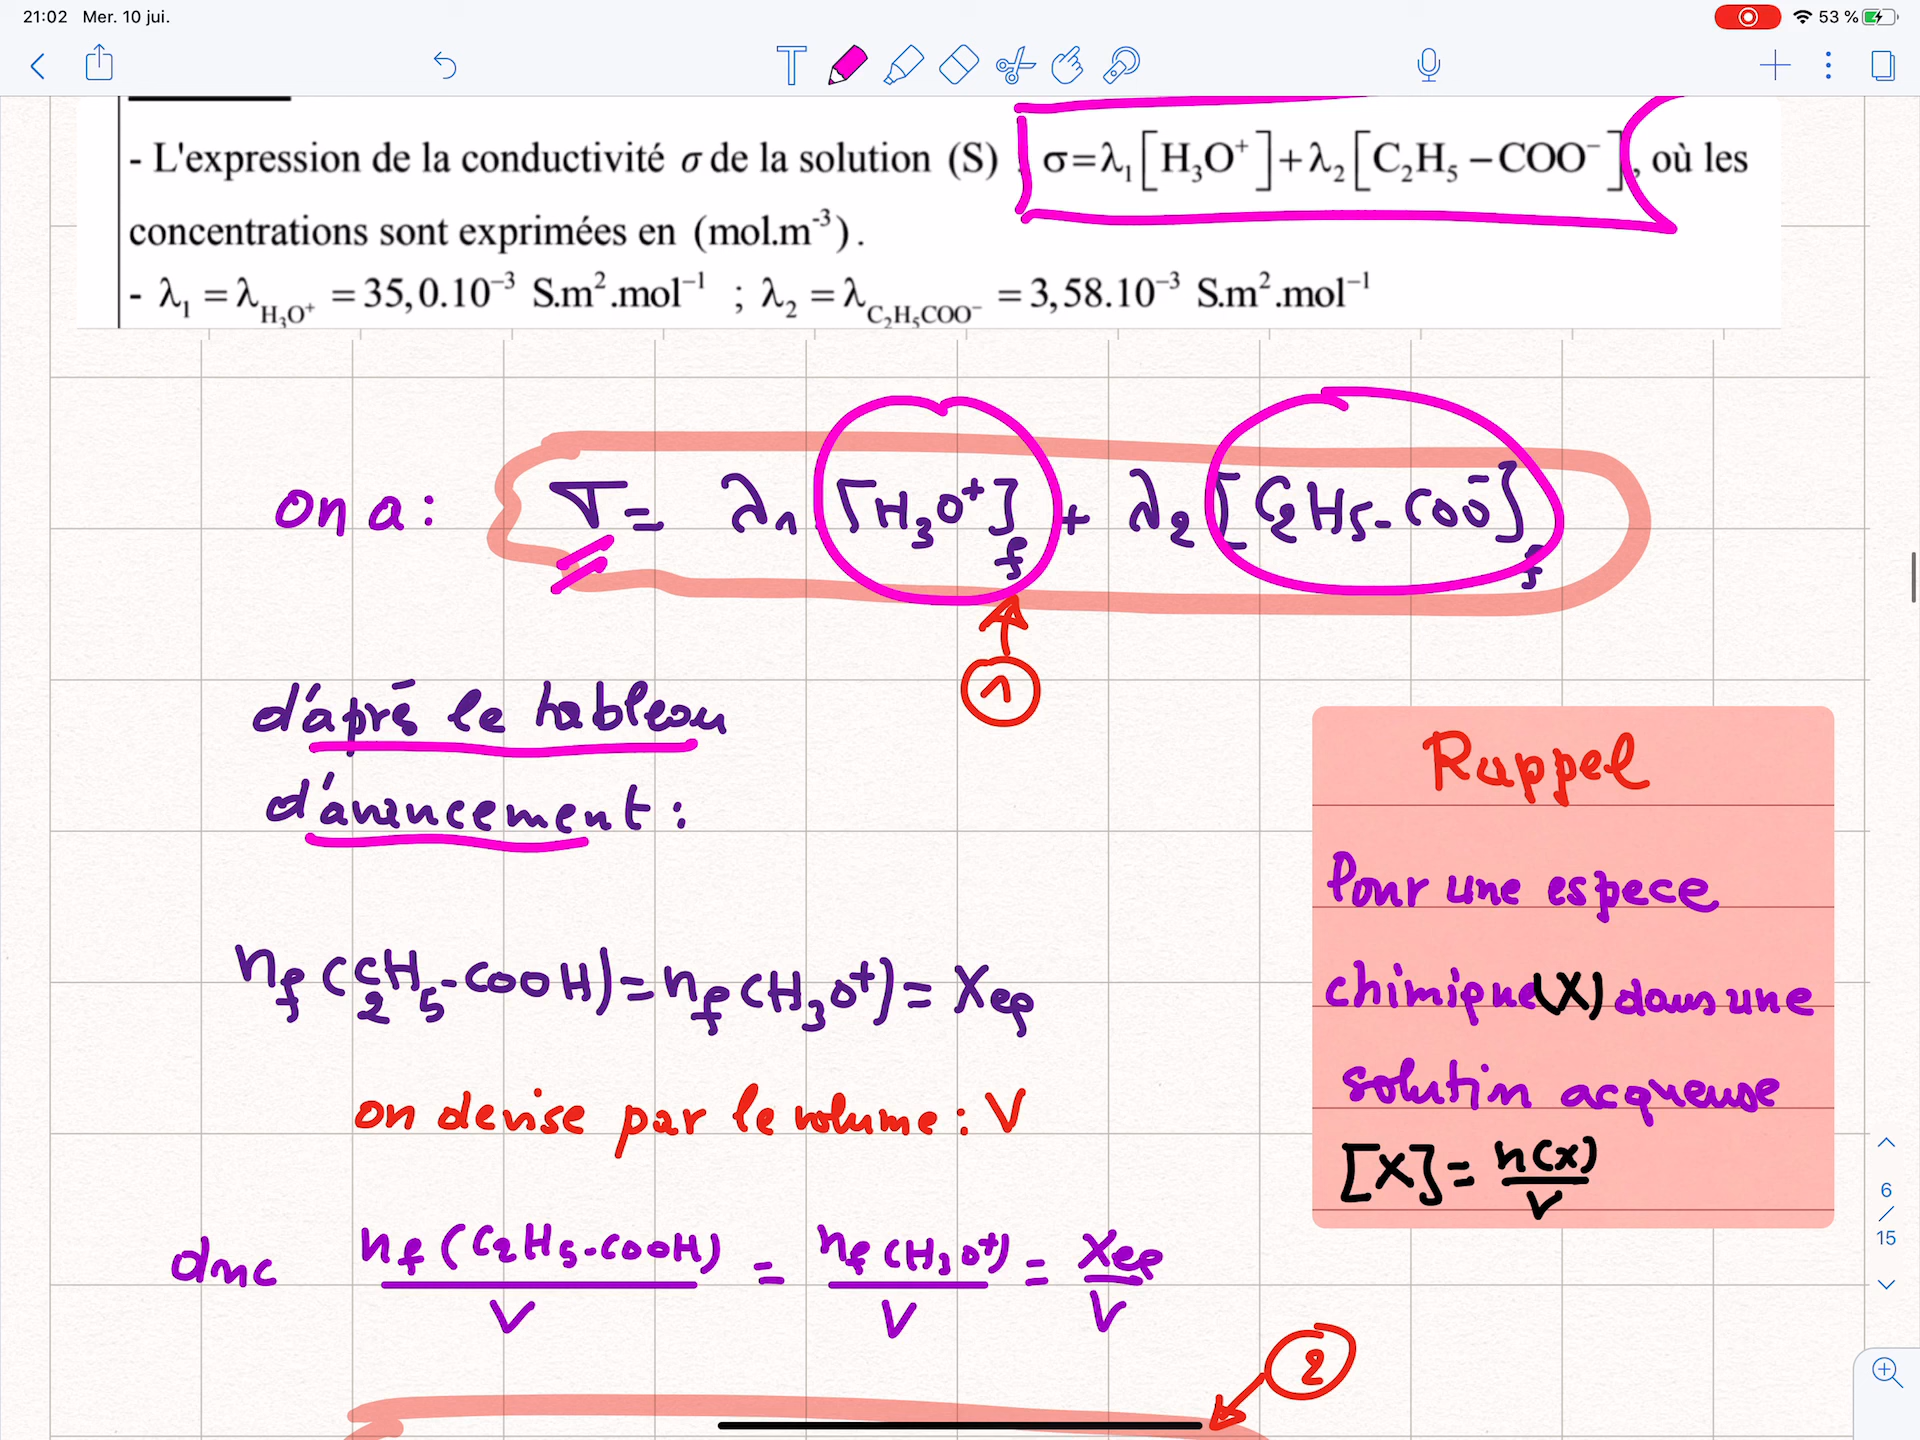 21:02 Mer. 10 jui.
53 %
- L'expression de la conductivité σ de la solution (S) σ=λ₁[H₃O⁺]+λ₂[C₂H₅–COO⁻], où les
concentrations sont exprimées en (mol.m⁻³).
- λ₁ = λ_H₃O⁺ = 35,0.10⁻³ S.m².mol⁻¹ ; λ₂ = λ_C₂H₅COO⁻ = 3,58.10⁻³ S.m².mol⁻¹
on a : σ = λ₁ [H₃O⁺]f + λ₂ [C₂H₅-COO⁻]f
1
d'aprés le tableau
d'avancement :
nf(C₂H₅-COOH) = nf(H₃O⁺) = Xef
on devise par le volume : V
donc nf(C₂H₅-COOH)/V = nf(H₃O⁺)/V = Xef/V
2
Rappel
Pour une espece
chimique (X) dans une
solution acqueuse
[X] = n(X)/V
6
/
15